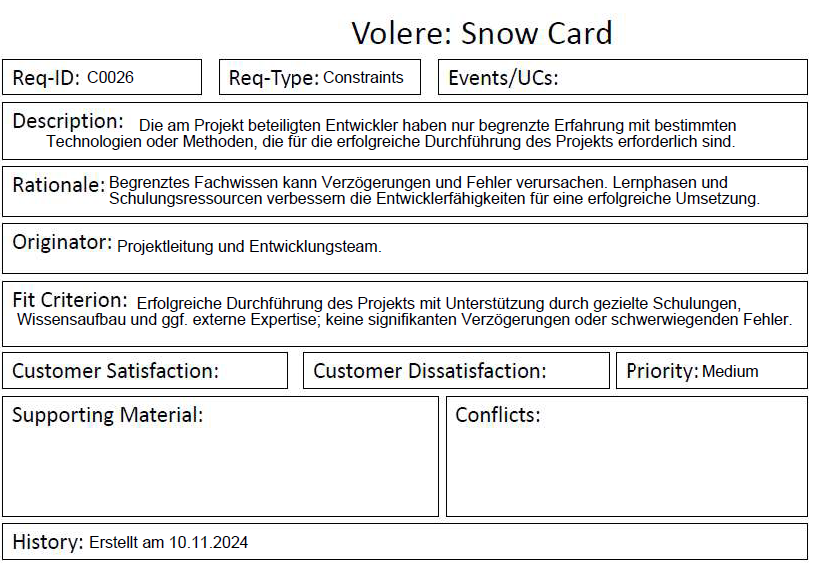 Volere: Snow Card
Req-ID: C0026
Req-Type: Constraints
Events/UCs:
Description: Die am Projekt beteiligten Entwickler haben nur begrenzte Erfahrung mit bestimmten
Technologien oder Methoden, die für die erfolgreiche Durchführung des Projekts erforderlich sind.
Rationale: Begrenztes Fachwissen kann Verzögerungen und Fehler verursachen. Lernphasen und
Schulungsressourcen verbessern die Entwicklerfähigkeiten für eine erfolgreiche Umsetzung.
Originator: Projektleitung und Entwicklungsteam.
Fit Criterion: Erfolgreiche Durchführung des Projekts mit Unterstützung durch gezielte Schulungen,
Wissensaufbau und ggf. externe Expertise; keine signifikanten Verzögerungen oder schwerwiegenden Fehler.
Customer Satisfaction:
Customer Dissatisfaction:
Priority: Medium
Supporting Material:
Conflicts:
History: Erstellt am 10.11.2024